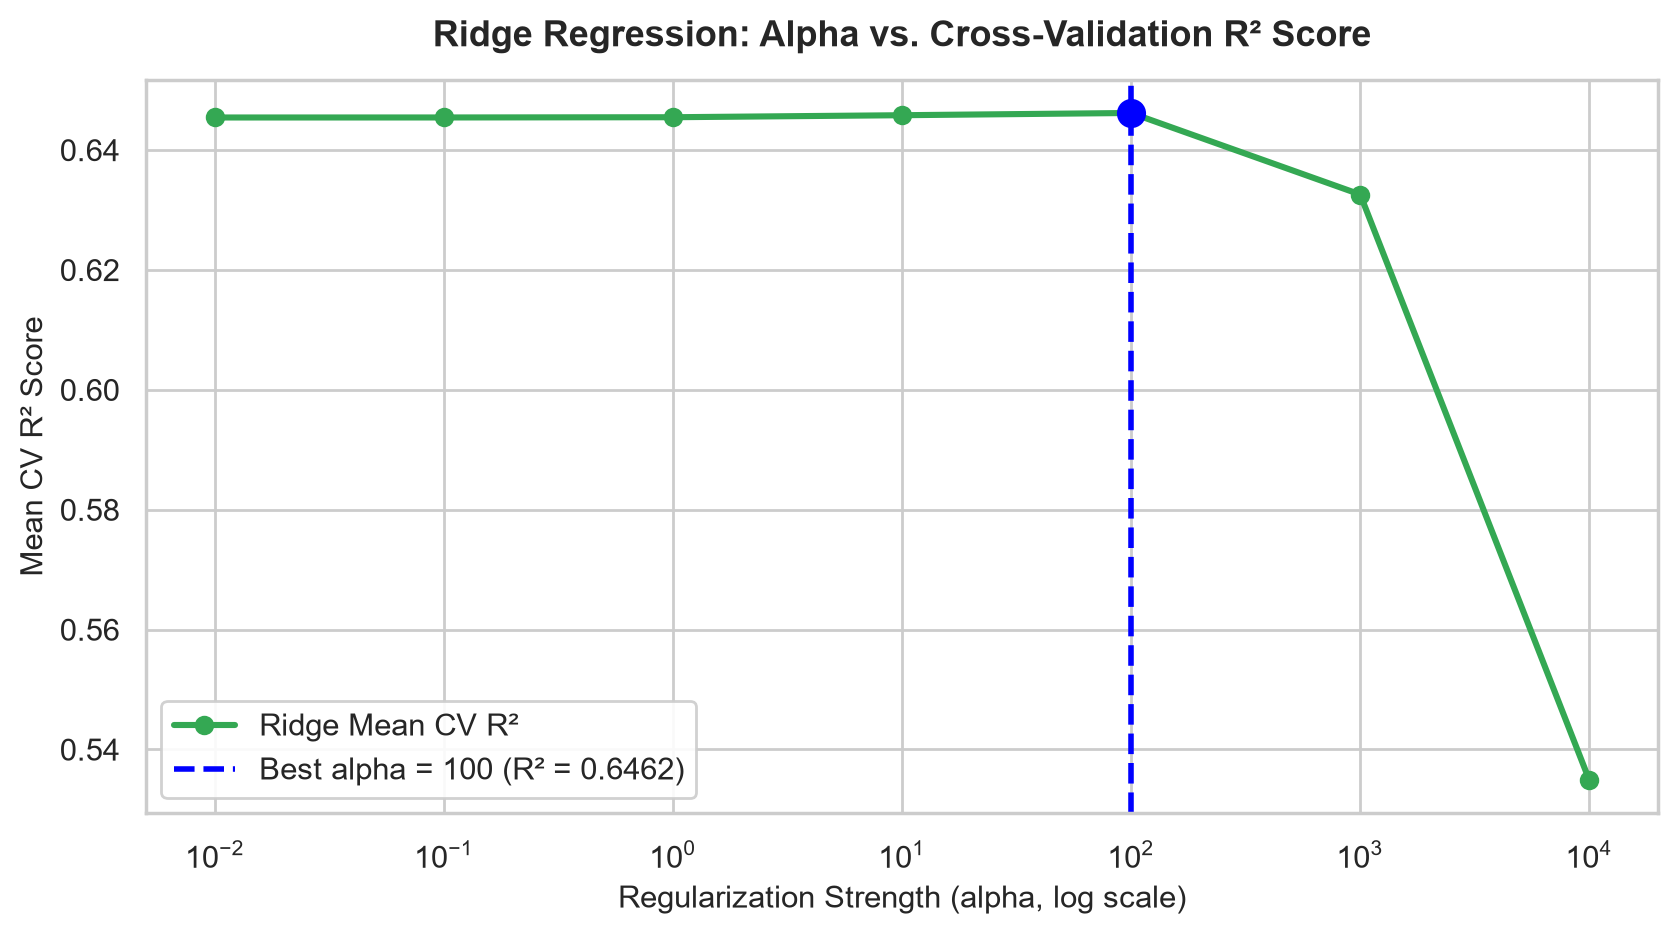 Ridge Regression: Alpha vs. Cross-Validation R² Score
Mean CV R² Score
0.64
0.62
0.60
0.58
0.56
0.54
Ridge Mean CV R²
Best alpha = 100 (R² = 0.6462)
10⁻²
10⁻¹
10⁰
10¹
10²
10³
10⁴
Regularization Strength (alpha, log scale)